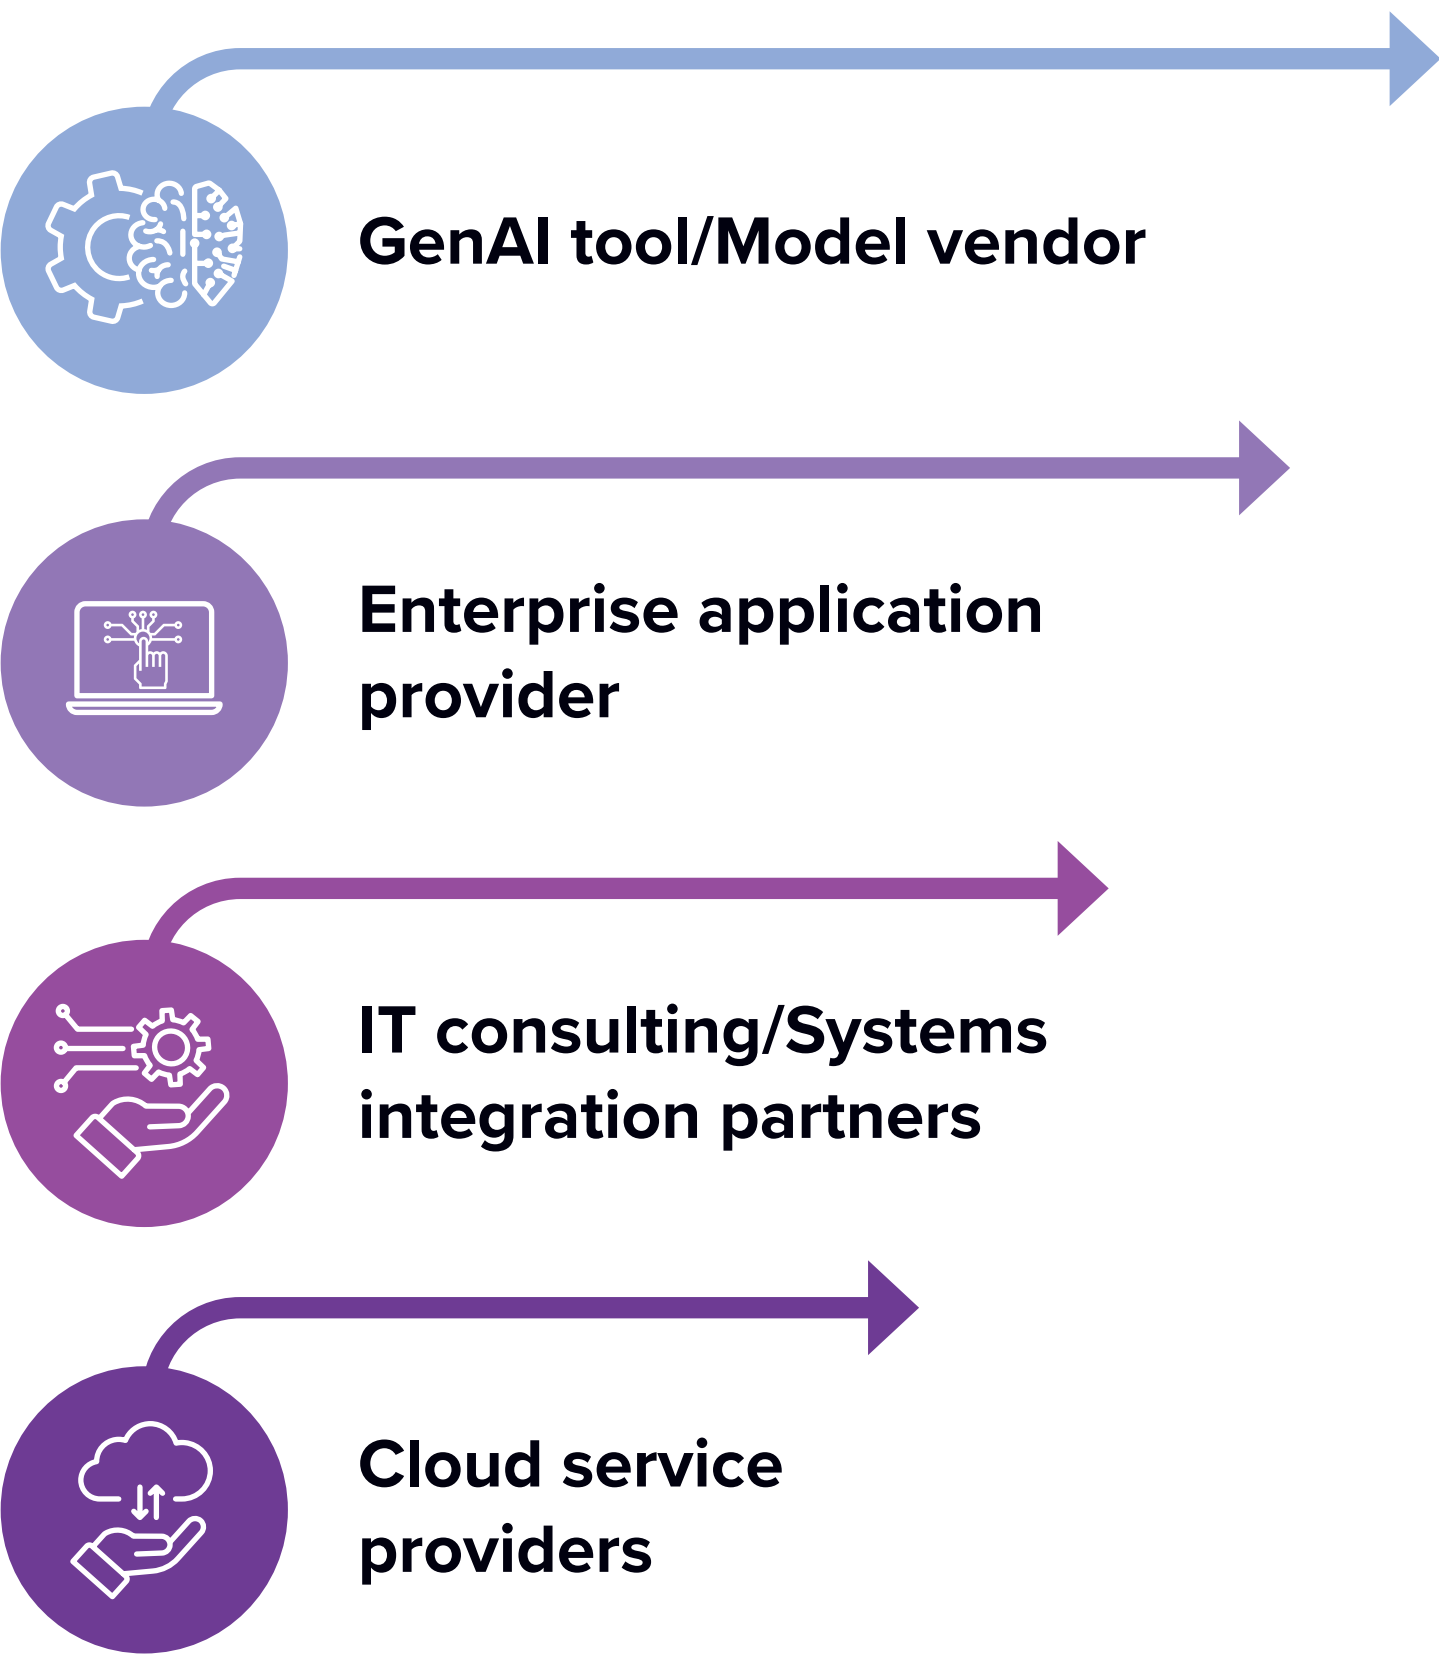 GenAI tool/Model vendor
Enterprise application
provider
IT consulting/Systems
integration partners
Cloud service
providers